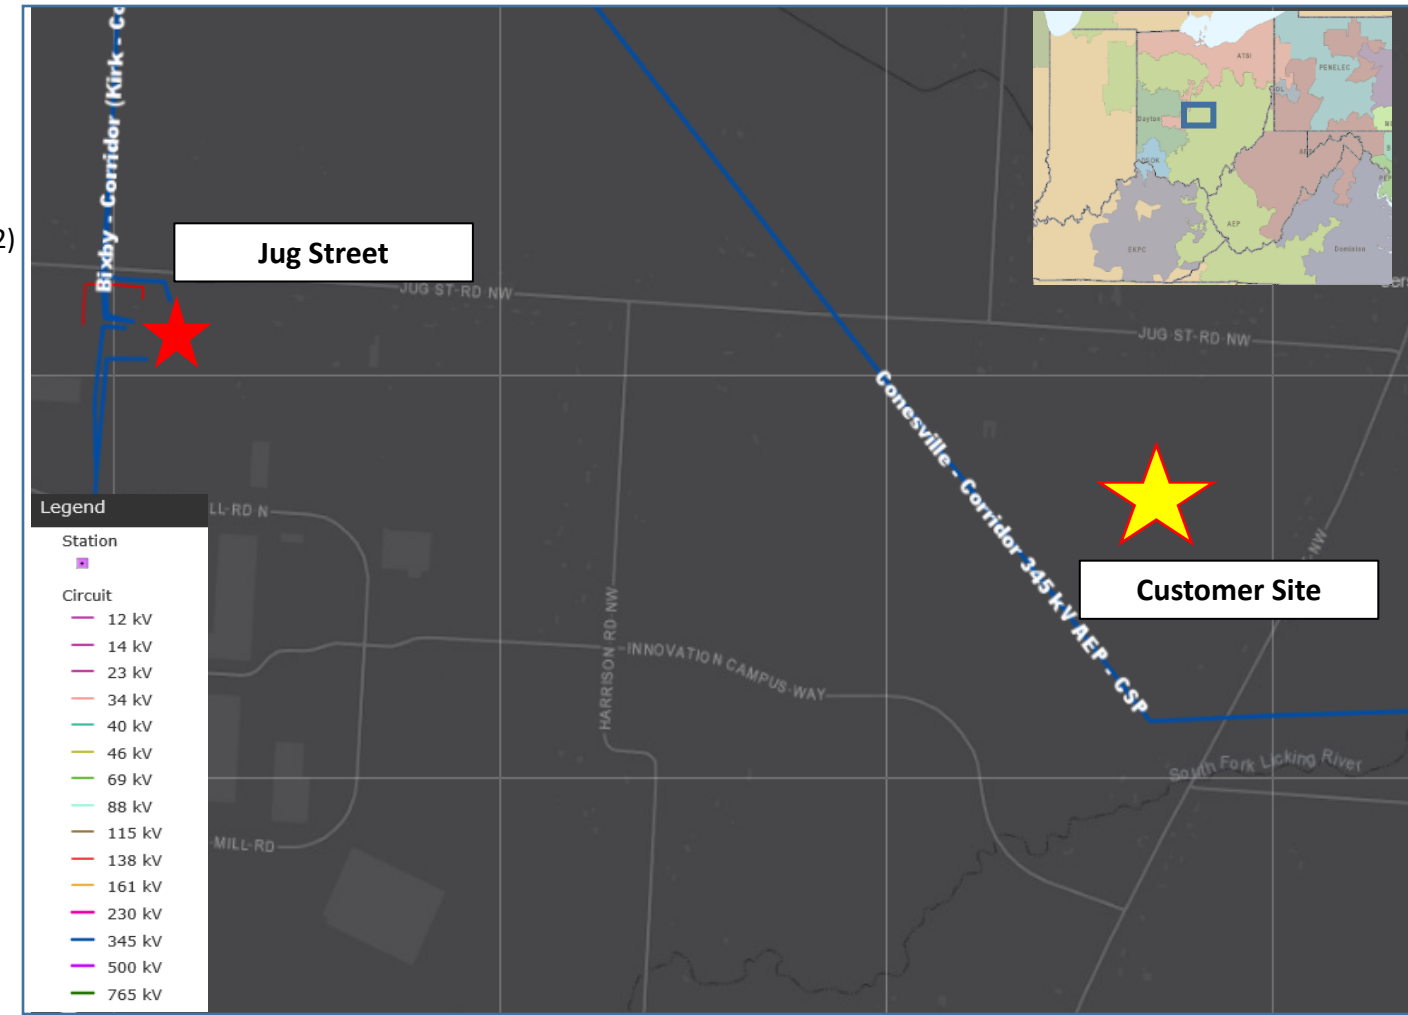 Bixby - Corridor (Kirk - Co
2)
Jug Street
JUG ST-RD NW
JUG ST-RD-NW
ATSI
PENELEC
Dayton
AEP
EKPC
Dominion
Conesville - Corridor 345 kV AEP - CSP
Customer Site
NW
Legend
Station
Circuit
12 kV
14 kV
23 kV
34 kV
40 kV
46 kV
69 kV
88 kV
115 kV
138 kV
161 kV
230 kV
345 kV
500 kV
765 kV
LL-RD N
HARRISON RD-NW
INNOVATION CAMPUS-WAY
South Fork Licking River
-MILL-RD